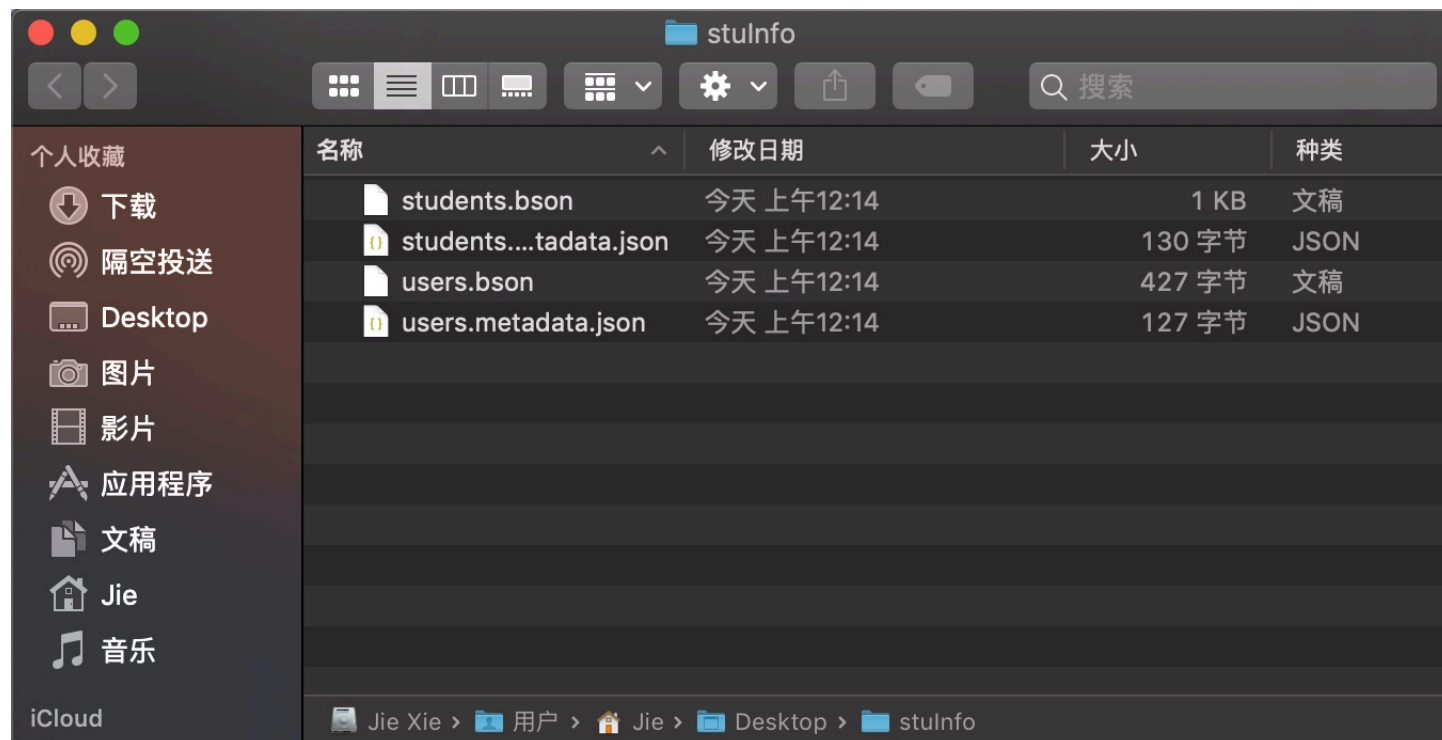 stuInfo
搜索
个人收藏
下载
隔空投送
Desktop
图片
影片
应用程序
文稿
Jie
音乐
iCloud
名称 修改日期 大小 种类
students.bson 今天 上午12:14 1 KB 文稿
students....tadata.json 今天 上午12:14 130 字节 JSON
users.bson 今天 上午12:14 427 字节 文稿
users.metadata.json 今天 上午12:14 127 字节 JSON
Jie Xie › 用户 › Jie › Desktop › stuInfo